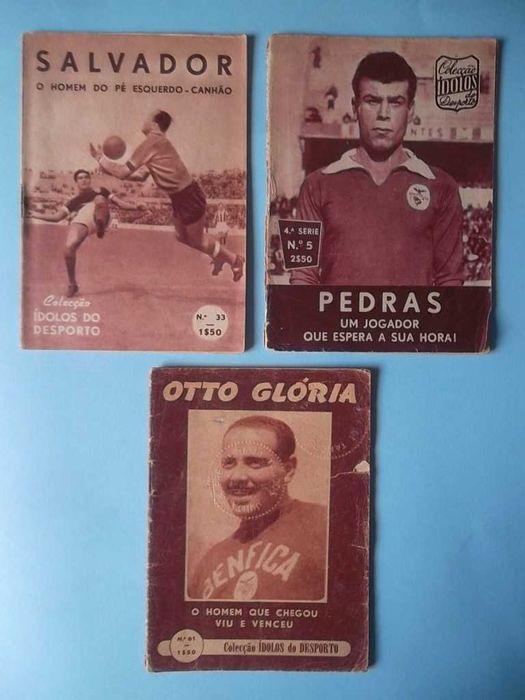 SALVADOR
O HOMEM DO PÉ ESQUERDO-CANHÃO
Colecção
ÍDOLOS DO
DESPORTO
N.º 33
1$50
Colecção
ÍDOLOS
do
Desporto
4.ª SÉRIE
N.º 5
2$50
PEDRAS
UM JOGADOR
QUE ESPERA A SUA HORA!
OTTO GLÓRIA
BENFICA
O HOMEM QUE CHEGOU
VIU E VENCEU
N.º 61
1$50
Colecção ÍDOLOS do DESPORTO